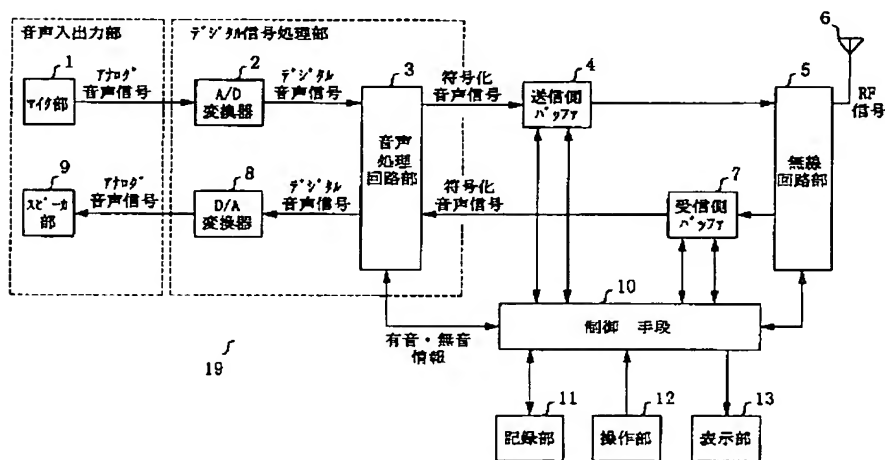 音声入出力部
デジタル信号処理部
1
マイク部
アナログ
音声信号
2
A/D
変換器
デジタル
音声信号
3
音声
処理
回路部
符号化
音声信号
4
送信側
バッファ
5
無線
回路部
6
RF
信号
9
スピーカ
部
アナログ
音声信号
8
D/A
変換器
デジタル
音声信号
符号化
音声信号
7
受信側
バッファ
10
制御 手段
有音・無音
情報
19
11
記録部
12
操作部
13
表示部